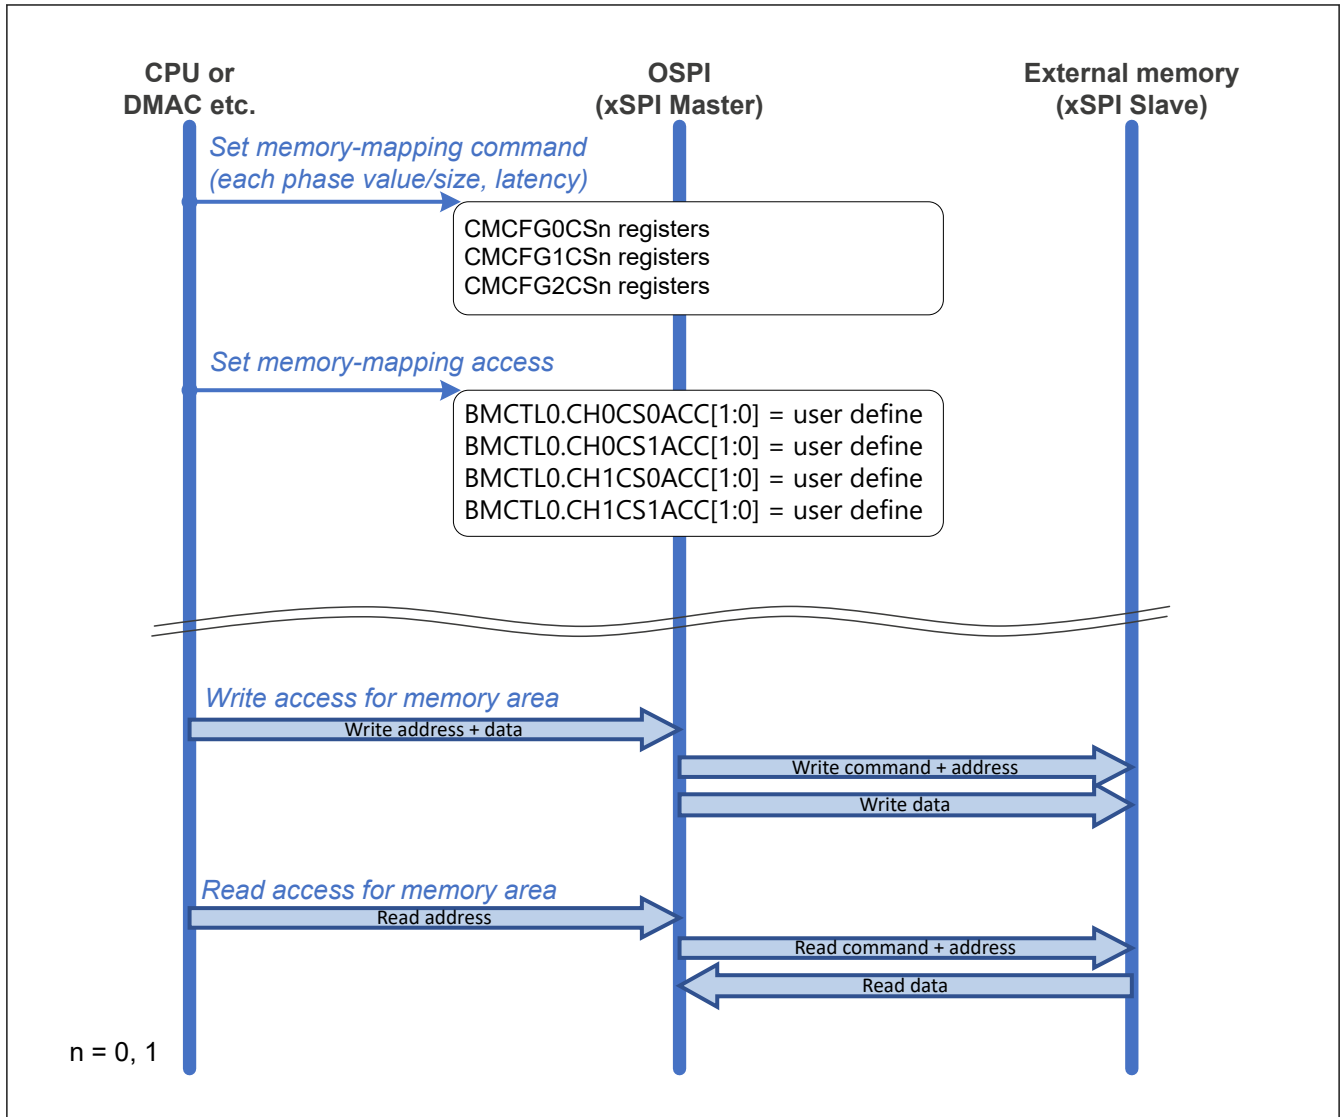 CPU or
DMAC etc.
OSPI
(xSPI Master)
External memory
(xSPI Slave)
Set memory-mapping command
(each phase value/size, latency)
CMCFG0CSn registers
CMCFG1CSn registers
CMCFG2CSn registers
Set memory-mapping access
BMCTL0.CH0CS0ACC[1:0] = user define
BMCTL0.CH0CS1ACC[1:0] = user define
BMCTL0.CH1CS0ACC[1:0] = user define
BMCTL0.CH1CS1ACC[1:0] = user define
Write access for memory area
Write address + data
Write command + address
Write data
Read access for memory area
Read address
Read command + address
Read data
n = 0, 1